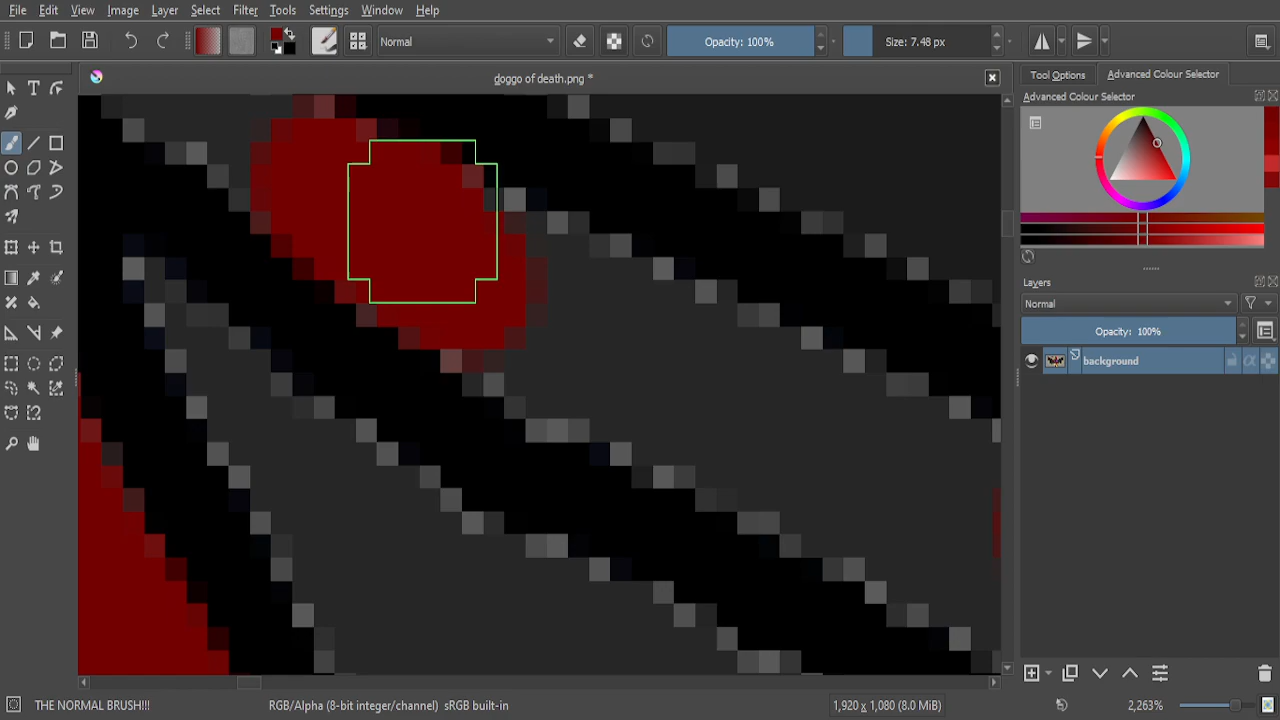 File Edit View Image Layer Select Filter Tools Settings Window Help
Normal Opacity: 100% Size: 7.48 px
doggo of death.png *
Tool Options Advanced Colour Selector
Advanced Colour Selector
Layers
Normal
Opacity: 100%
background
THE NORMAL BRUSH!!! RGB/Alpha (8-bit integer/channel) sRGB built-in 1,920 x 1,080 (8.0 MiB) 2,263%